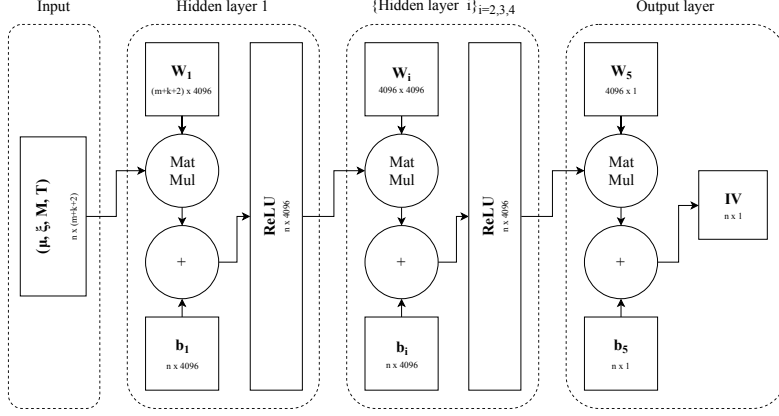 Input
(μ, ξ, M, T)
n x (m+k+2)
Hidden layer 1
W₁
(m+k+2) x 4096
Mat
Mul
+
b₁
n x 4096
ReLU
n x 4096
{Hidden layer i}i=2,3,4
Wᵢ
4096 x 4096
Mat
Mul
+
bᵢ
n x 4096
ReLU
n x 4096
Output layer
W₅
4096 x 1
Mat
Mul
+
b₅
n x 1
IV
n x 1